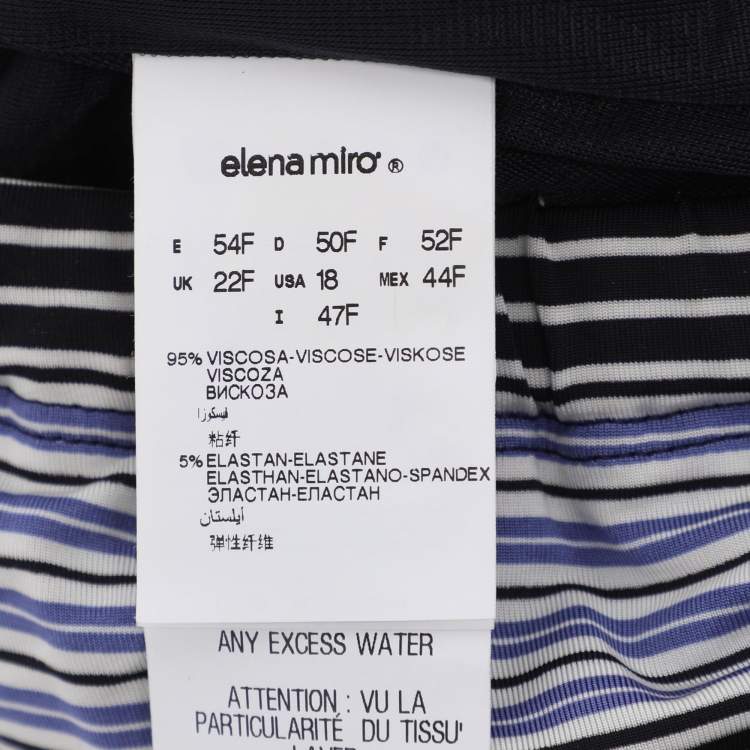 elena miro ®
E 54F D 50F F 52F
UK 22F USA 18 MEX 44F
I 47F
95% VISCOSA-VISCOSE-VISKOSE
VISCOZA
ВИСКОЗА
فيسكوزا
粘纤
5% ELASTAN-ELASTANE
ELASTHAN-ELASTANO-SPANDEX
ЭЛАСТАН-ЕЛАСТАН
أيلستان
弹性纤维
ANY EXCESS WATER
ATTENTION : VU LA
PARTICULARITÉ DU TISSU'
LAVER